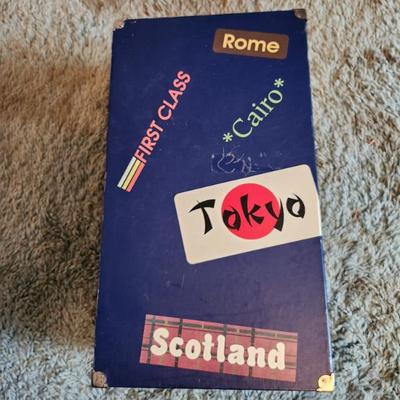 Rome
FIRST CLASS
*Cairo*
Tokyo
Scotland